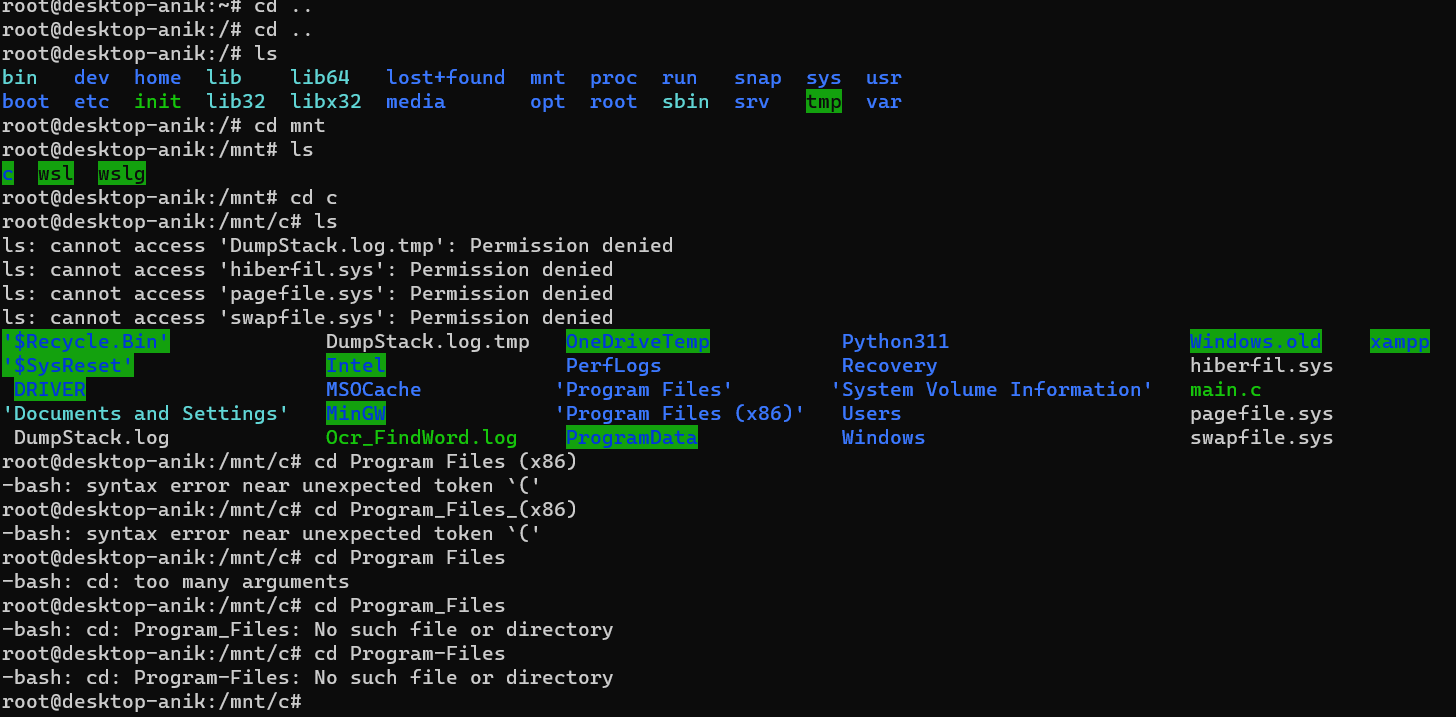 root@desktop-anik:~# cd ..
root@desktop-anik:/# cd ..
root@desktop-anik:/# ls
bin   dev  home  lib    lib64   lost+found  mnt  proc  run   snap  sys  usr
boot  etc  init  lib32  libx32  media       opt  root  sbin  srv   tmp  var
root@desktop-anik:/# cd mnt
root@desktop-anik:/mnt# ls
c  wsl  wslg
root@desktop-anik:/mnt# cd c
root@desktop-anik:/mnt/c# ls
ls: cannot access 'DumpStack.log.tmp': Permission denied
ls: cannot access 'hiberfil.sys': Permission denied
ls: cannot access 'pagefile.sys': Permission denied
ls: cannot access 'swapfile.sys': Permission denied
'$Recycle.Bin'             DumpStack.log.tmp   OneDriveTemp           Python311                    Windows.old    xampp
'$SysReset'                Intel               PerfLogs               Recovery                     hiberfil.sys
 DRIVER                    MSOCache           'Program Files'        'System Volume Information'   main.c
'Documents and Settings'   MinGW              'Program Files (x86)'   Users                        pagefile.sys
 DumpStack.log             Ocr_FindWord.log    ProgramData            Windows                      swapfile.sys
root@desktop-anik:/mnt/c# cd Program Files (x86)
-bash: syntax error near unexpected token `('
root@desktop-anik:/mnt/c# cd Program_Files_(x86)
-bash: syntax error near unexpected token `('
root@desktop-anik:/mnt/c# cd Program Files
-bash: cd: too many arguments
root@desktop-anik:/mnt/c# cd Program_Files
-bash: cd: Program_Files: No such file or directory
root@desktop-anik:/mnt/c# cd Program-Files
-bash: cd: Program-Files: No such file or directory
root@desktop-anik:/mnt/c#